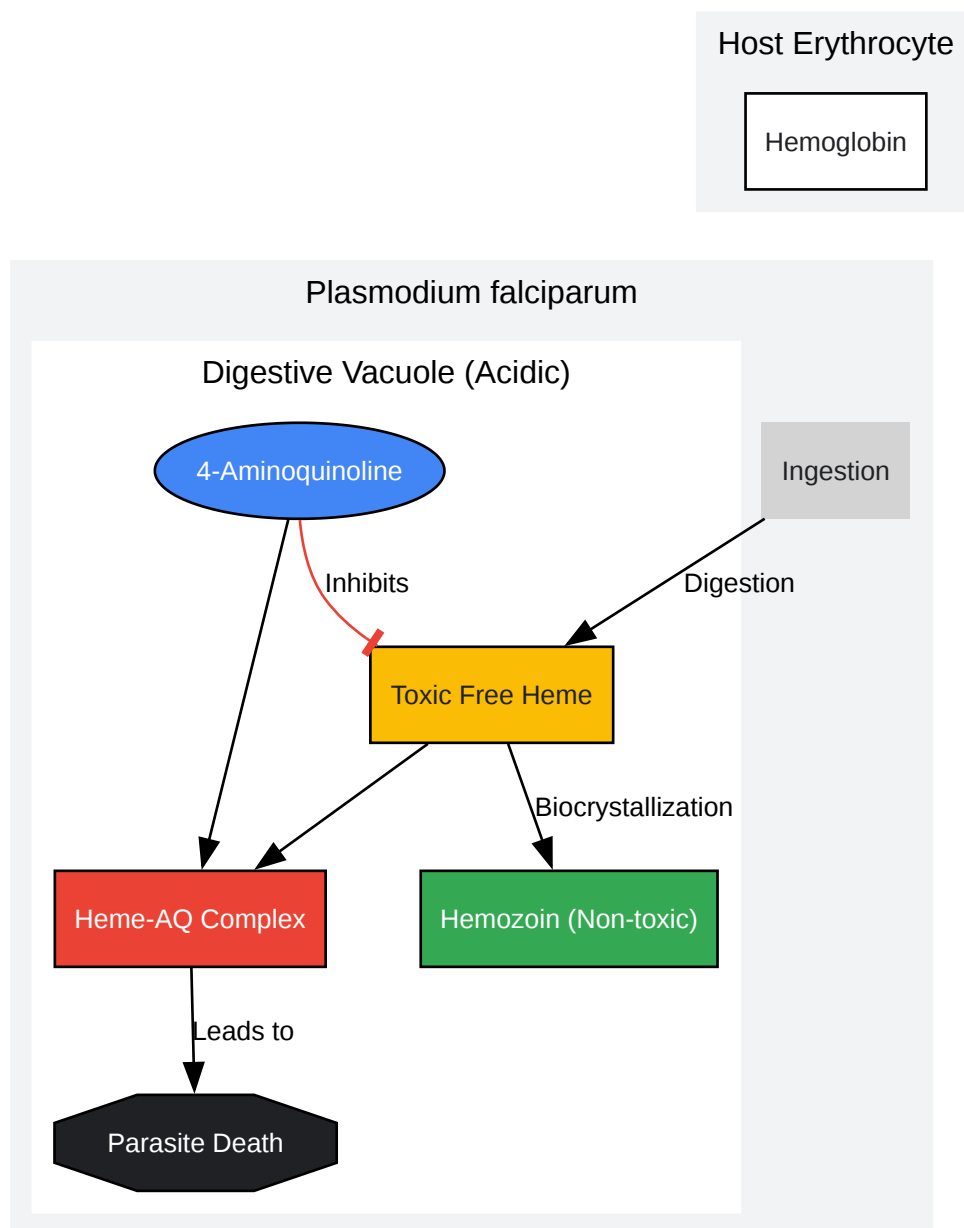 Host Erythrocyte
Hemoglobin
Plasmodium falciparum
Digestive Vacuole (Acidic)
4-Aminoquinoline
Ingestion
Inhibits
Digestion
Toxic Free Heme
Biocrystallization
Heme-AQ Complex
Hemozoin (Non-toxic)
Leads to
Parasite Death